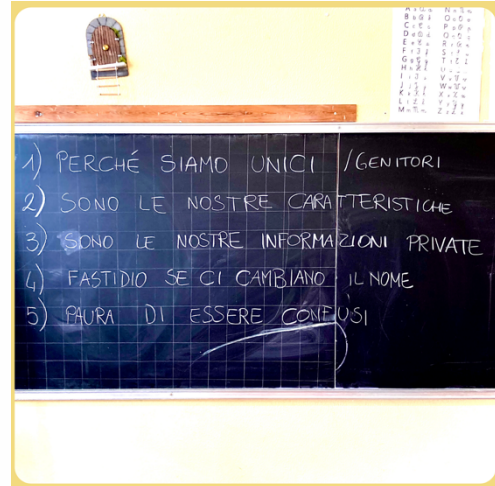 1) PERCHÉ SIAMO UNICI /GENITORI
2) SONO LE NOSTRE CARATTERISTICHE
3) SONO LE NOSTRE INFORMAZIONI PRIVATE
4) FASTIDIO SE CI CAMBIANO IL NOME
5) PAURA DI ESSERE CONFUSI